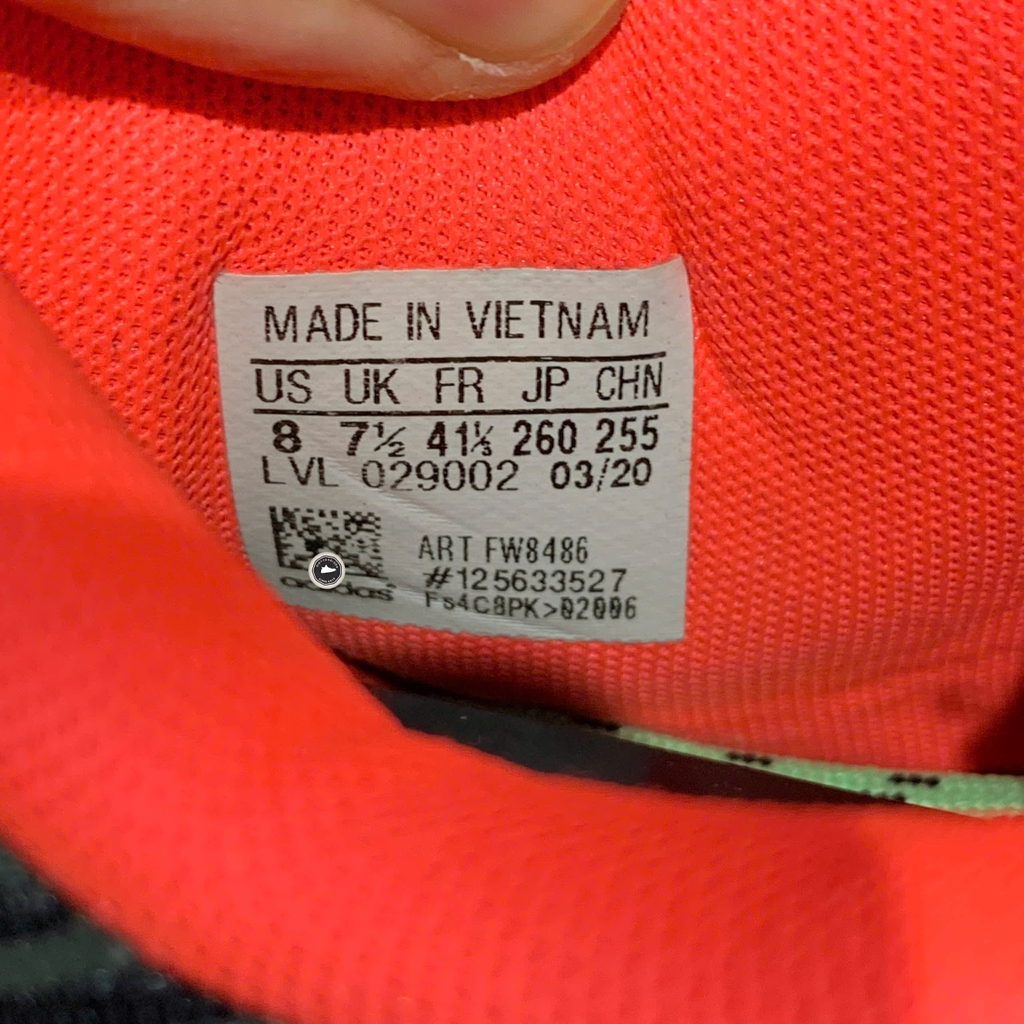 MADE IN VIETNAM
US UK FR JP CHN
8 7½ 41⅓ 260 255
LVL 029002 03/20
ART FW8486
#125633527
adidas
Fs4C8PK>02006